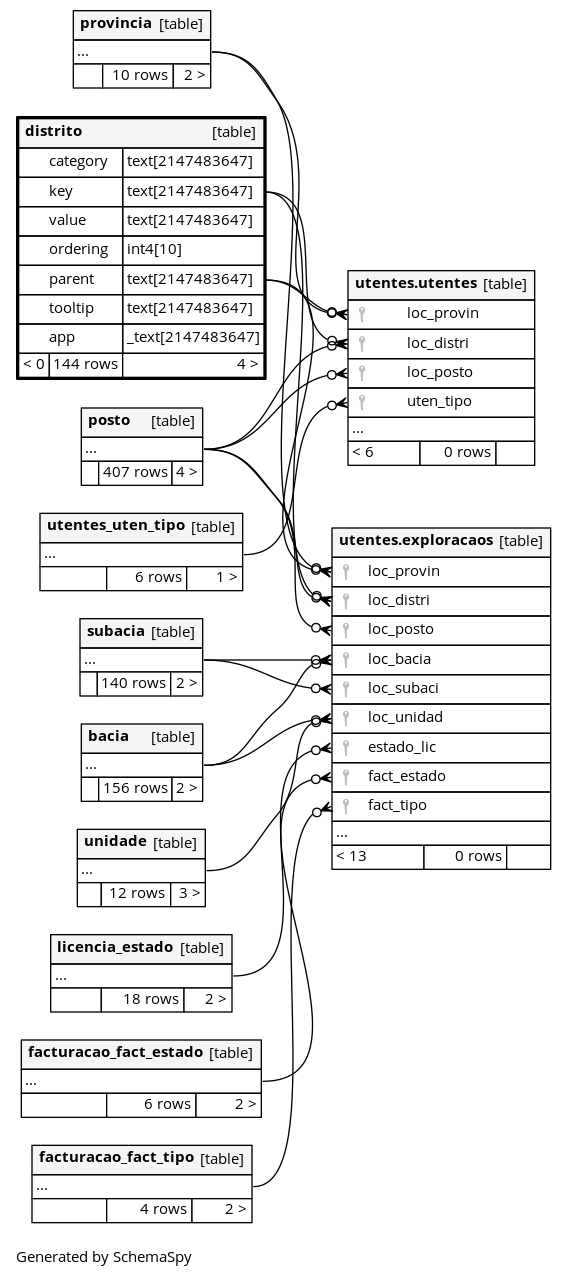 provincia [table]
...
10 rows 2 >
distrito [table]
category text[2147483647]
key text[2147483647]
value text[2147483647]
ordering int4[10]
parent text[2147483647]
tooltip text[2147483647]
app _text[2147483647]
< 0 144 rows 4 >
posto [table]
...
407 rows 4 >
utentes_uten_tipo [table]
...
6 rows 1 >
subacia [table]
...
140 rows 2 >
bacia [table]
...
156 rows 2 >
unidade [table]
...
12 rows 3 >
licencia_estado [table]
...
18 rows 2 >
facturacao_fact_estado [table]
...
6 rows 2 >
facturacao_fact_tipo [table]
...
4 rows 2 >
utentes.utentes [table]
loc_provin
loc_distri
loc_posto
uten_tipo
...
< 6 0 rows
utentes.exploracaos [table]
loc_provin
loc_distri
loc_posto
loc_bacia
loc_subaci
loc_unidad
estado_lic
fact_estado
fact_tipo
...
< 13 0 rows
Generated by SchemaSpy